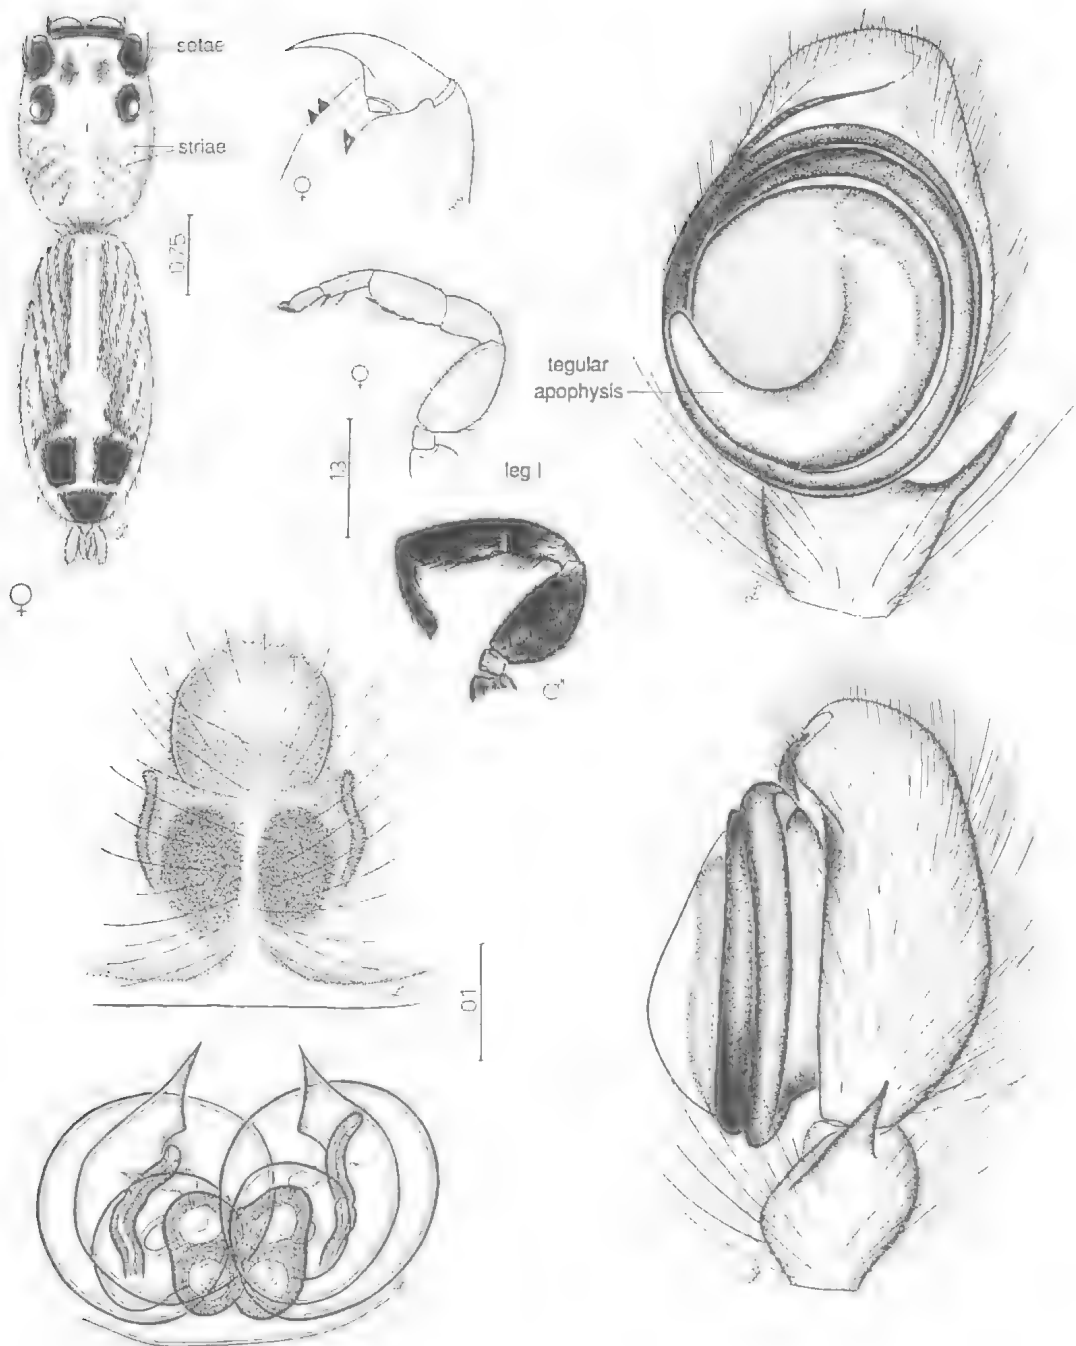 setae
striae
0.75
♀
♀
♀
tegular
apophysis
1.3
leg I
♂
0.1